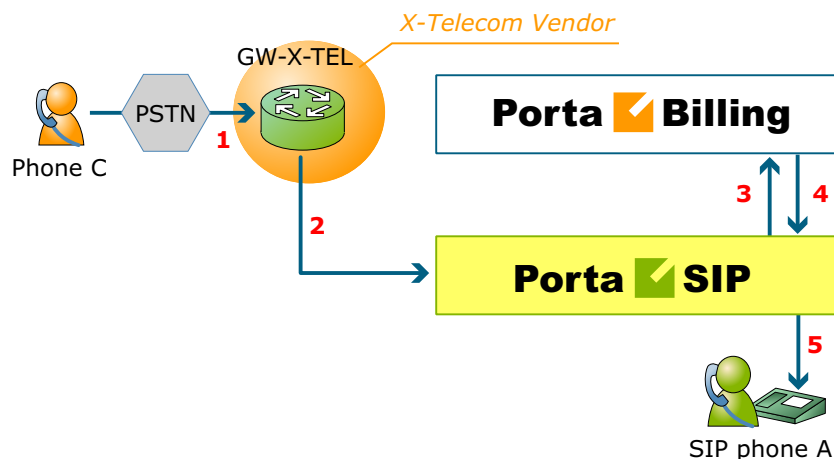 X-Telecom Vendor
GW-X-TEL
PSTN
1
Phone C
Porta Billing
2
3
4
Porta SIP
5
SIP phone A